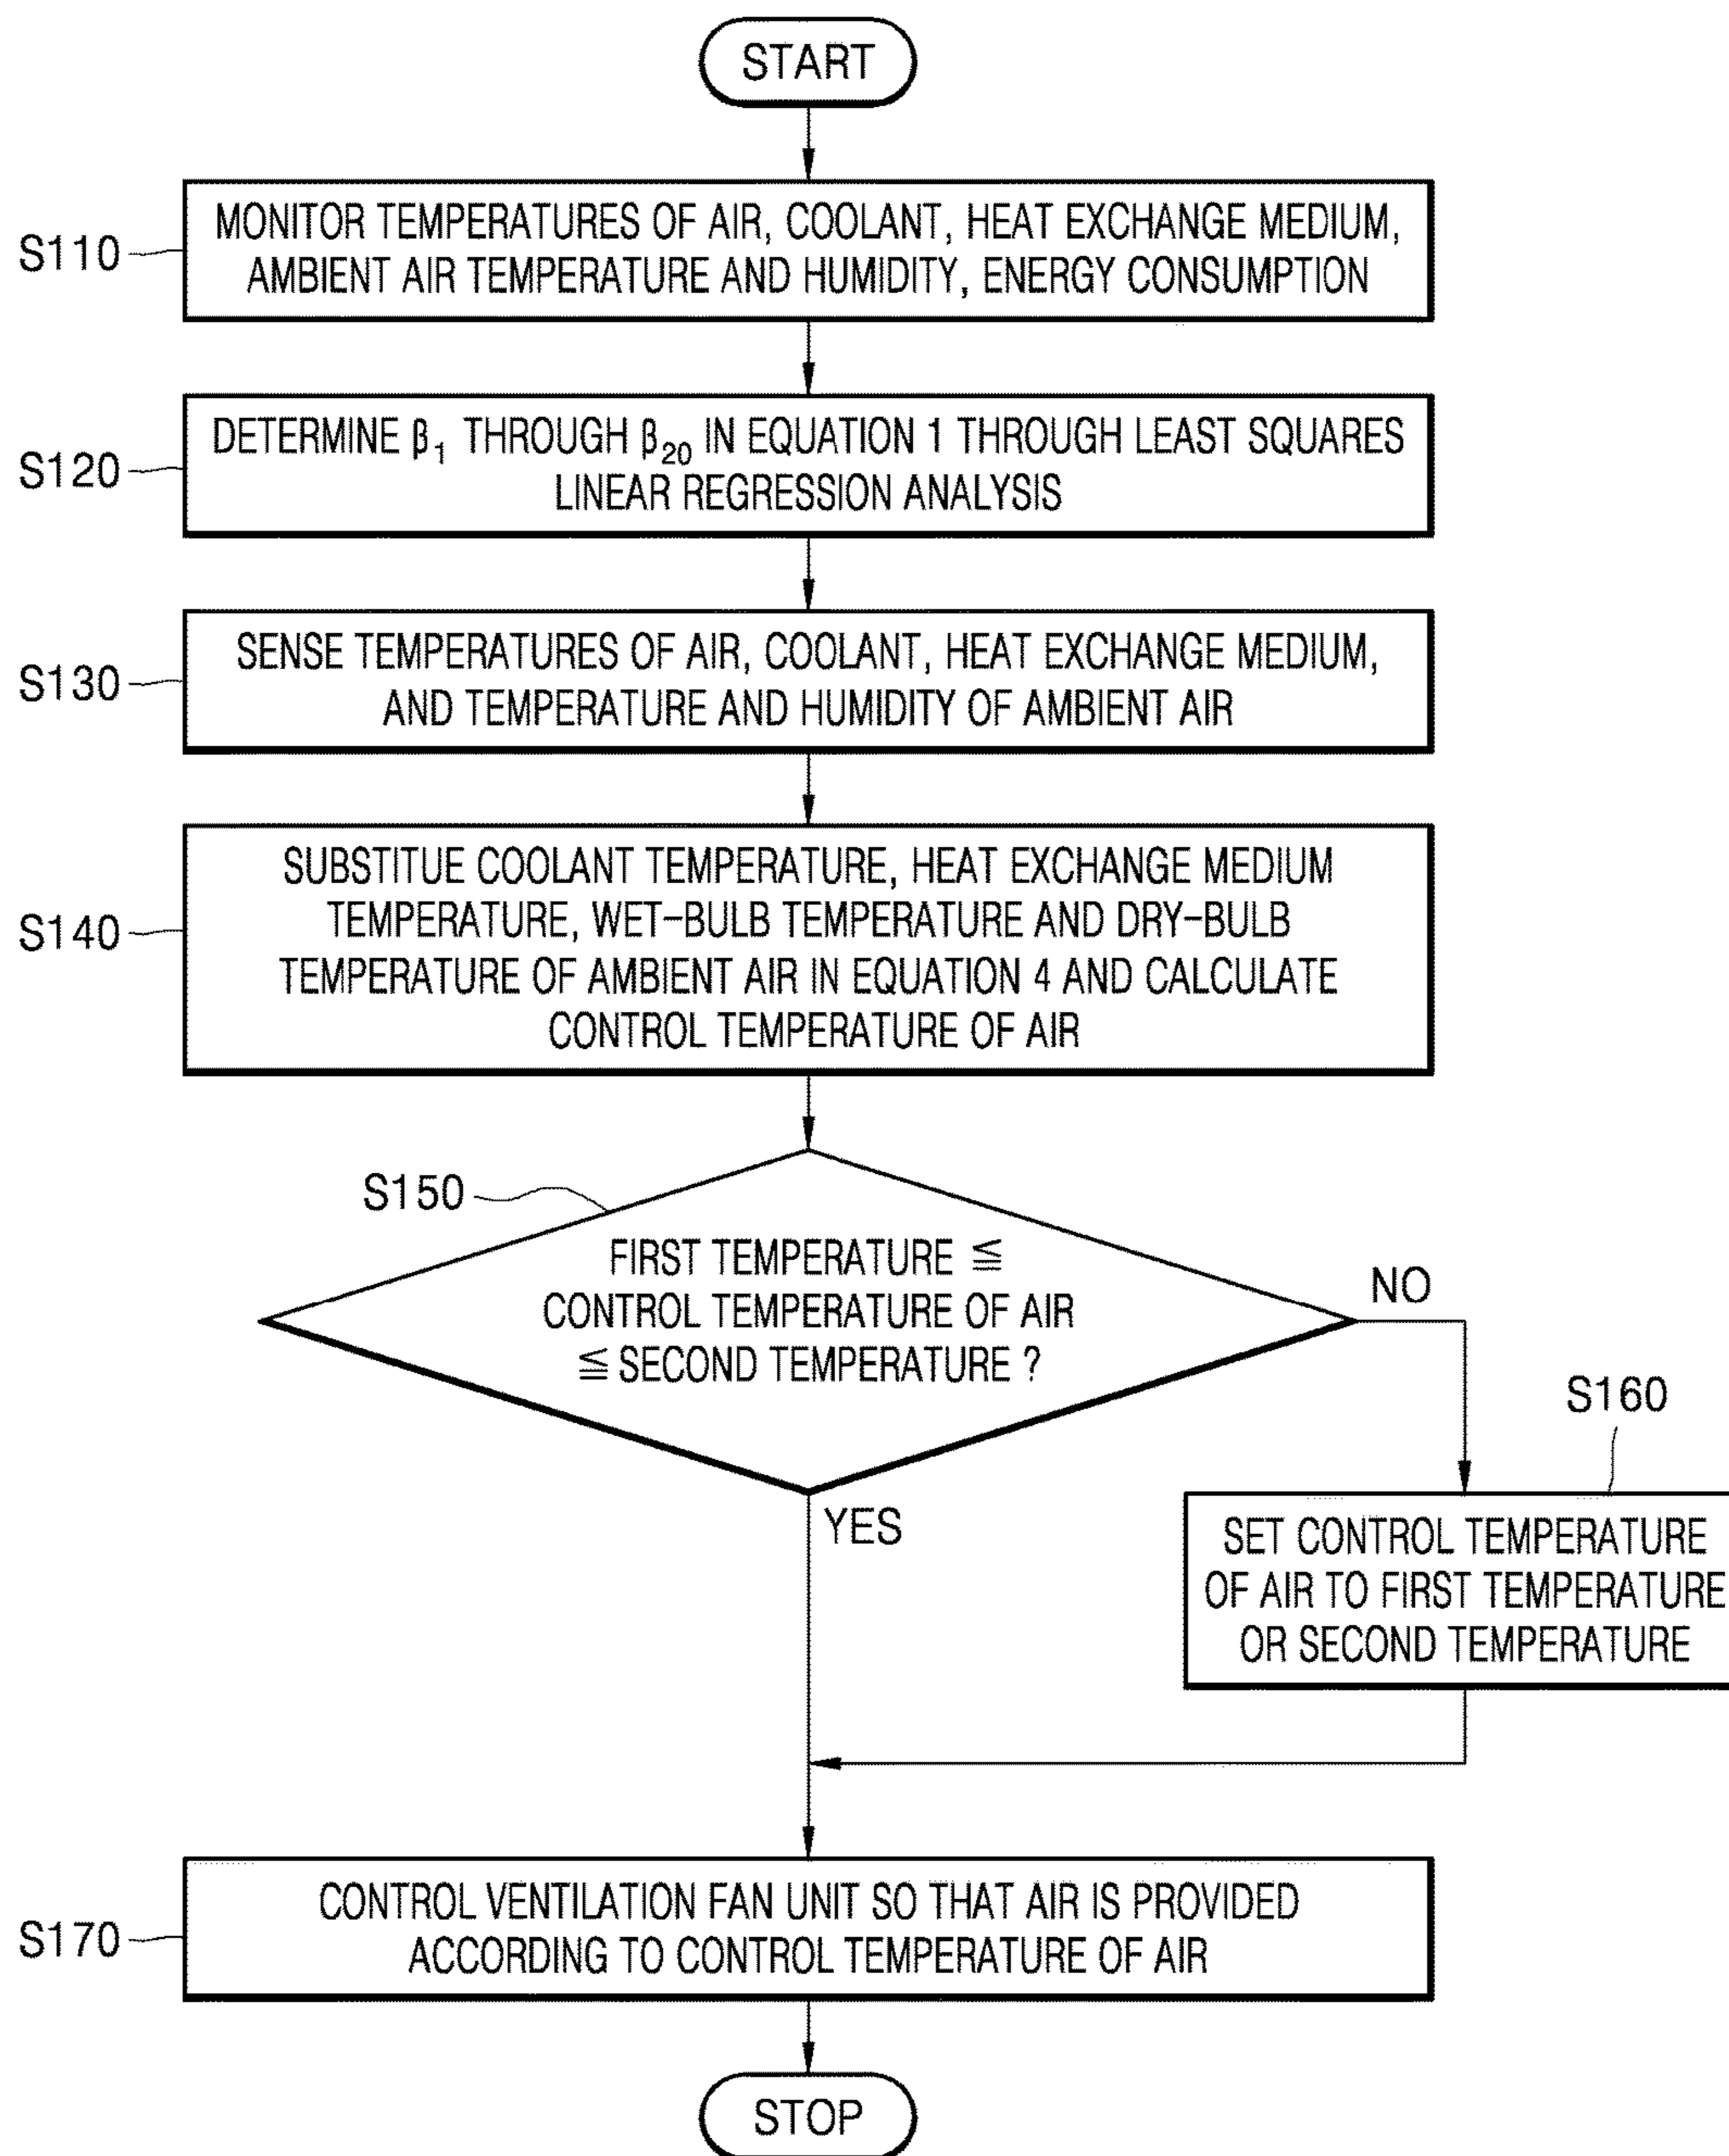 START
S110
MONITOR TEMPERATURES OF AIR, COOLANT, HEAT EXCHANGE MEDIUM,
AMBIENT AIR TEMPERATURE AND HUMIDITY, ENERGY CONSUMPTION
S120
DETERMINE β₁ THROUGH β₂₀ IN EQUATION 1 THROUGH LEAST SQUARES
LINEAR REGRESSION ANALYSIS
S130
SENSE TEMPERATURES OF AIR, COOLANT, HEAT EXCHANGE MEDIUM,
AND TEMPERATURE AND HUMIDITY OF AMBIENT AIR
S140
SUBSTITUE COOLANT TEMPERATURE, HEAT EXCHANGE MEDIUM
TEMPERATURE, WET-BULB TEMPERATURE AND DRY-BULB
TEMPERATURE OF AMBIENT AIR IN EQUATION 4 AND CALCULATE
CONTROL TEMPERATURE OF AIR
S150
FIRST TEMPERATURE ≦
CONTROL TEMPERATURE OF AIR
≦ SECOND TEMPERATURE ?
NO
YES
S160
SET CONTROL TEMPERATURE
OF AIR TO FIRST TEMPERATURE
OR SECOND TEMPERATURE
S170
CONTROL VENTILATION FAN UNIT SO THAT AIR IS PROVIDED
ACCORDING TO CONTROL TEMPERATURE OF AIR
STOP